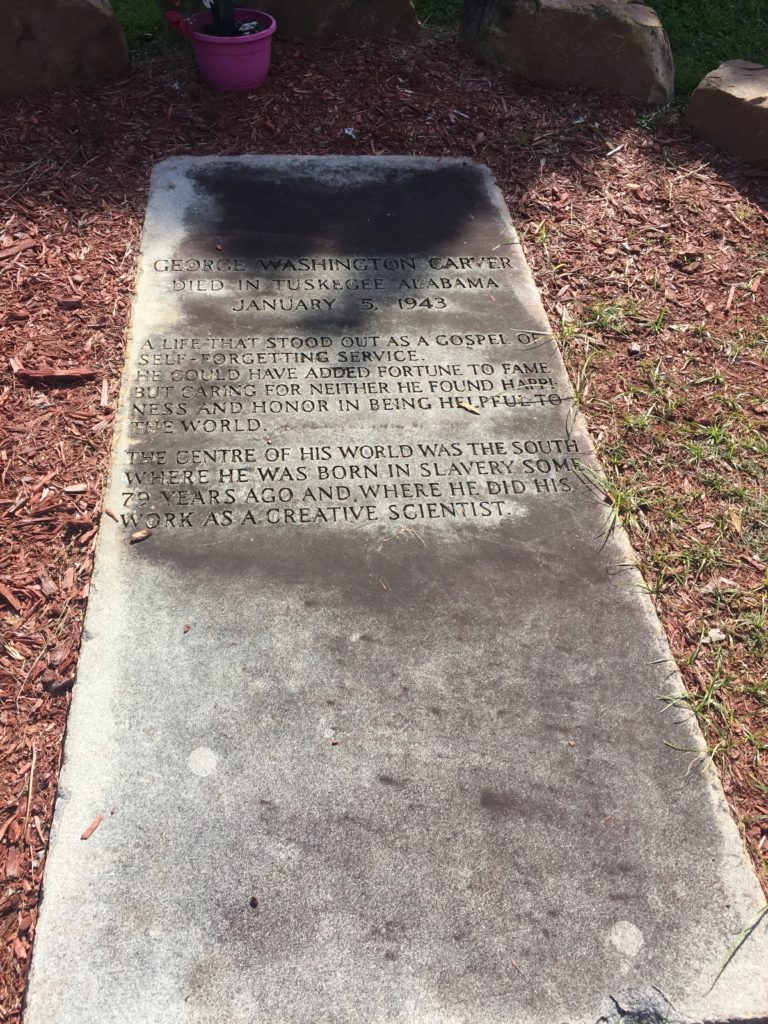 GEORGE WASHINGTON CARVER
DIED IN TUSKEGEE ALABAMA
JANUARY 5, 1943
A LIFE THAT STOOD OUT AS A GOSPEL OF
SELF-FORGETTING SERVICE.
HE COULD HAVE ADDED FORTUNE TO FAME
BUT CARING FOR NEITHER HE FOUND HAPPI
NESS AND HONOR IN BEING HELPFUL TO
THE WORLD.
THE CENTRE OF HIS WORLD WAS THE SOUTH
WHERE HE WAS BORN IN SLAVERY SOME
79 YEARS AGO AND WHERE HE DID HIS
WORK AS A CREATIVE SCIENTIST.